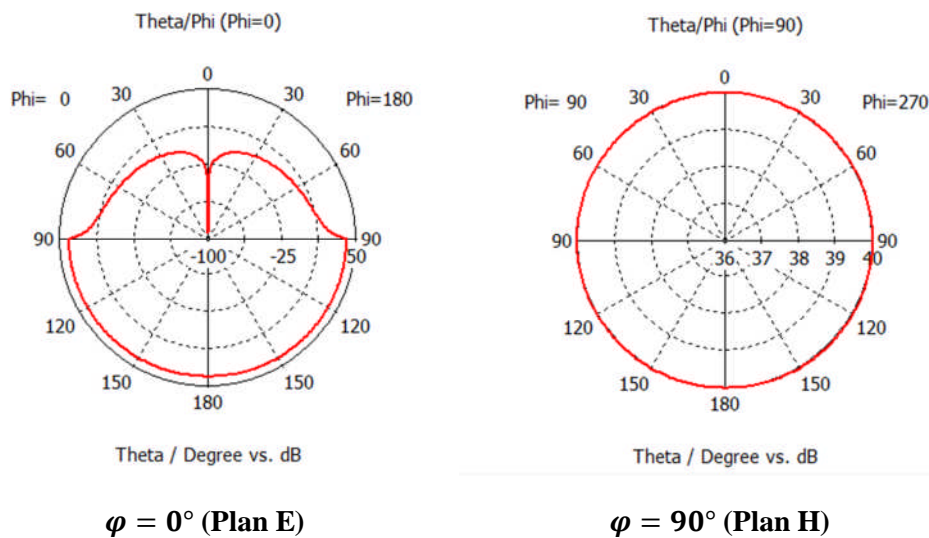 Theta/Phi (Phi=0)
0
Phi= 0 30 30 Phi=180
60 60
90 90
-100 -25 50
120 120
150 150
180
Theta / Degree vs. dB
φ = 0° (Plan E)
Theta/Phi (Phi=90)
0
Phi= 90 30 30 Phi=270
60 60
90 90
36 37 38 39 40
120 120
150 150
180
Theta / Degree vs. dB
φ = 90° (Plan H)